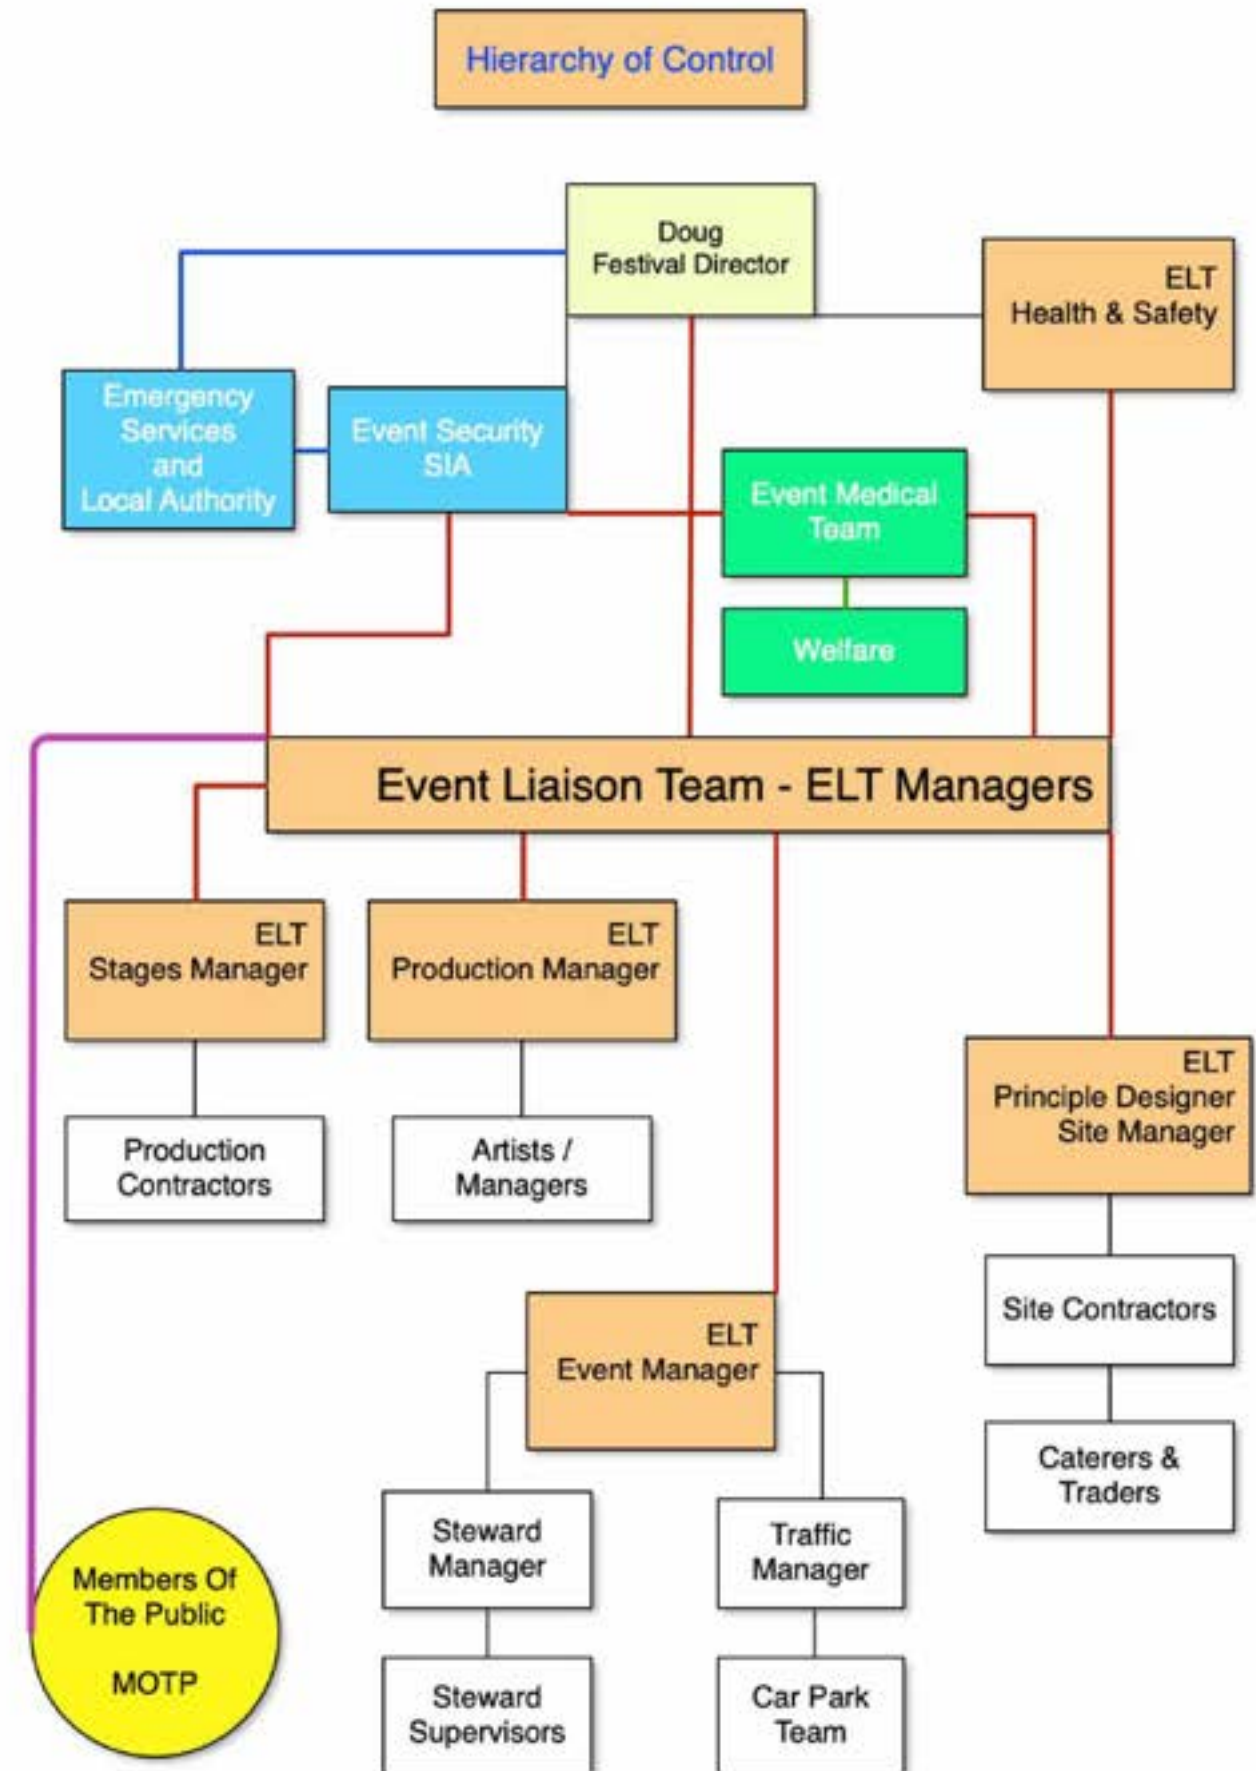 Hierarchy of Control
Doug
Festival Director
ELT
Health & Safety
Emergency
Services
and
Local Authority
Event Security
SIA
Event Medical
Team
Welfare
Event Liaison Team - ELT Managers
ELT
Stages Manager
ELT
Production Manager
ELT
Principle Designer
Site Manager
Production
Contractors
Artists /
Managers
Site Contractors
ELT
Event Manager
Caterers &
Traders
Steward
Manager
Traffic
Manager
Members Of
The Public
MOTP
Steward
Supervisors
Car Park
Team